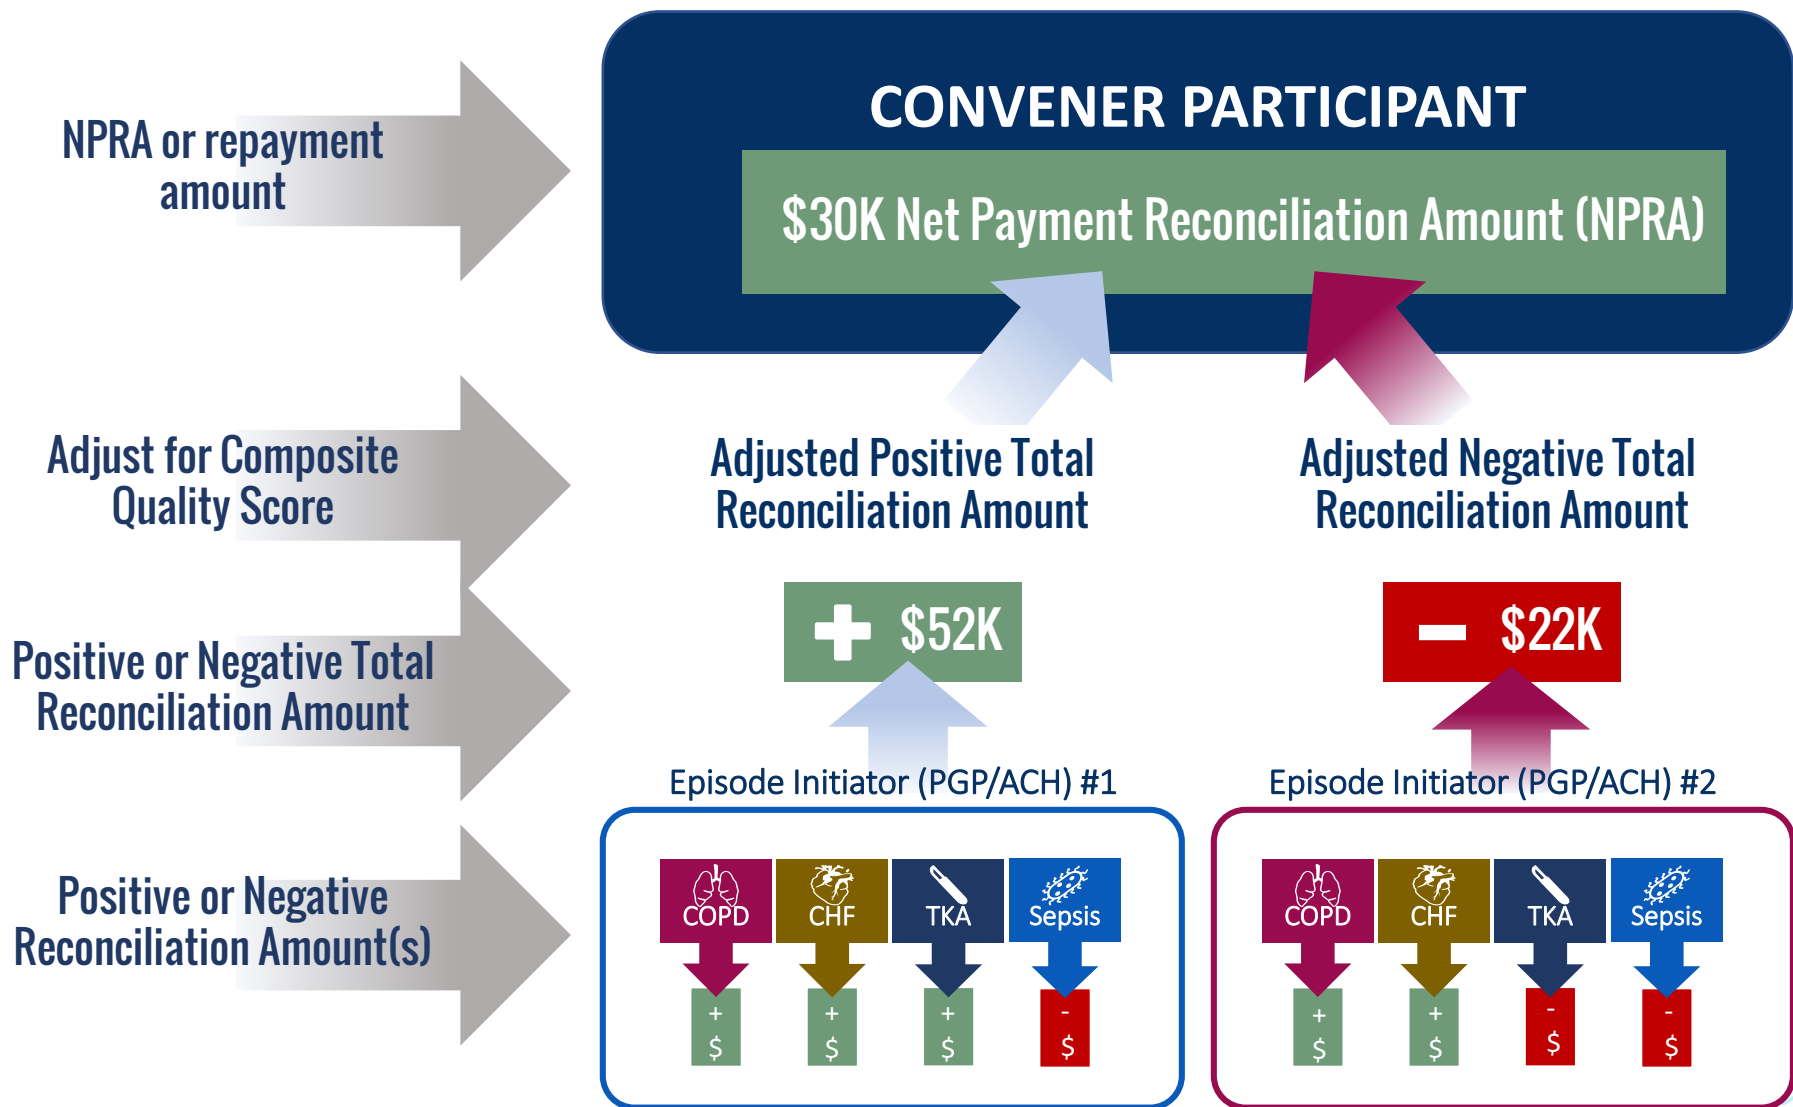 CONVENER PARTICIPANT
NPRA or repayment
amount
$30K Net Payment Reconciliation Amount (NPRA)
Adjust for Composite
Quality Score
Adjusted Positive Total
Reconciliation Amount
Adjusted Negative Total
Reconciliation Amount
+ $52K
- $22K
Positive or Negative Total
Reconciliation Amount
Episode Initiator (PGP/ACH) #1
Episode Initiator (PGP/ACH) #2
Positive or Negative
Reconciliation Amount(s)
COPD
CHF
TKA
Sepsis
+
$
+
$
+
$
-
$
COPD
CHF
TKA
Sepsis
+
$
+
$
-
$
-
$